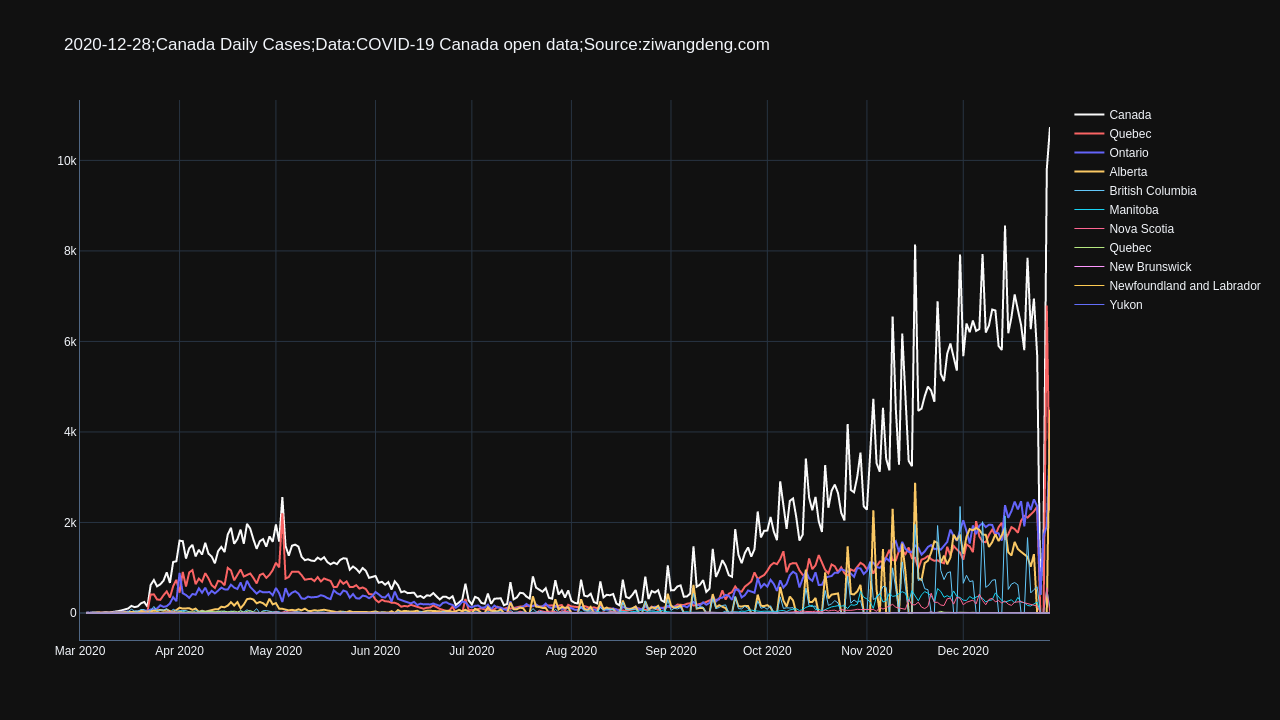 2020-12-28;Canada Daily Cases;Data:COVID-19 Canada open data;Source:ziwangdeng.com
10k
8k
6k
4k
2k
0
Mar 2020
Apr 2020
May 2020
Jun 2020
Jul 2020
Aug 2020
Sep 2020
Oct 2020
Nov 2020
Dec 2020
Canada
Quebec
Ontario
Alberta
British Columbia
Manitoba
Nova Scotia
Quebec
New Brunswick
Newfoundland and Labrador
Yukon